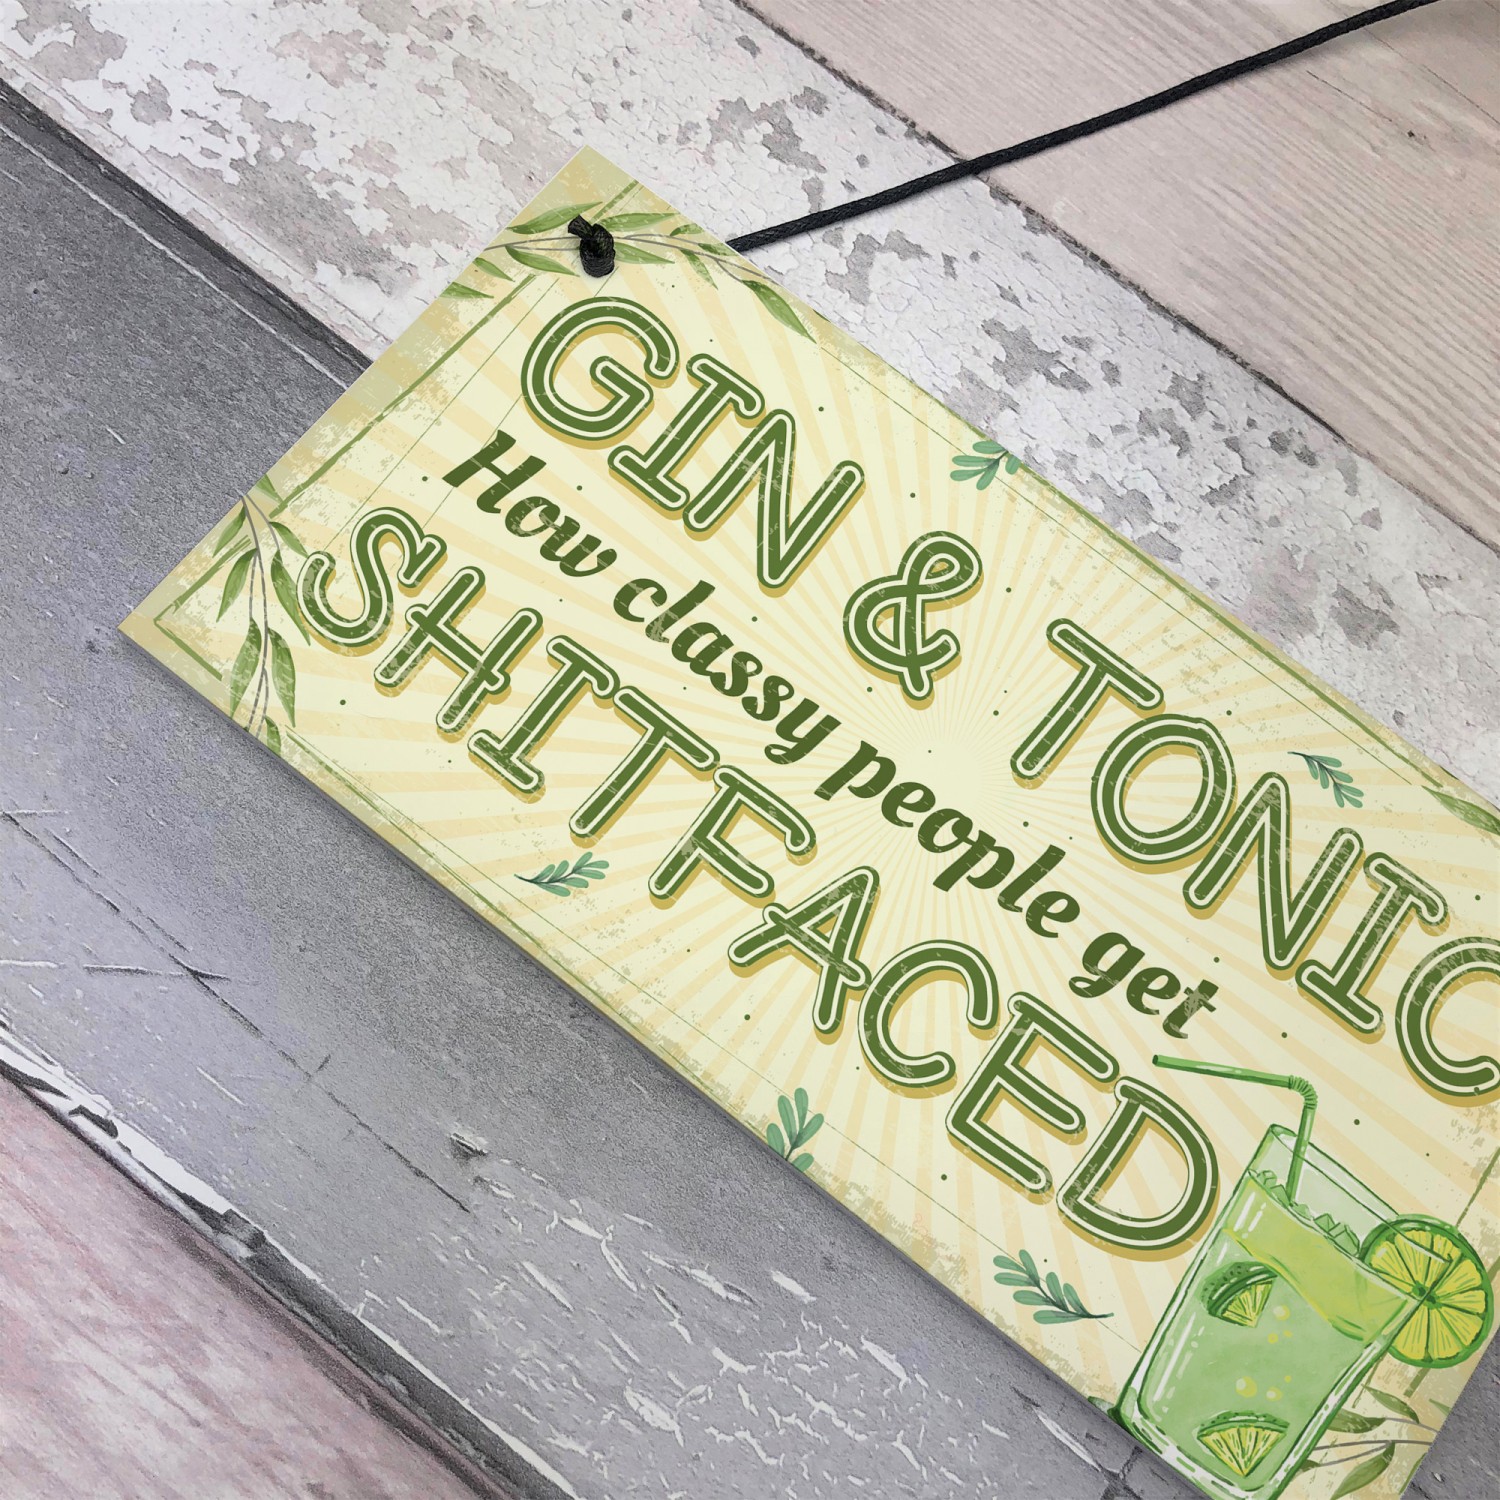 GIN & TONIC
How classy people get
SHITFACED